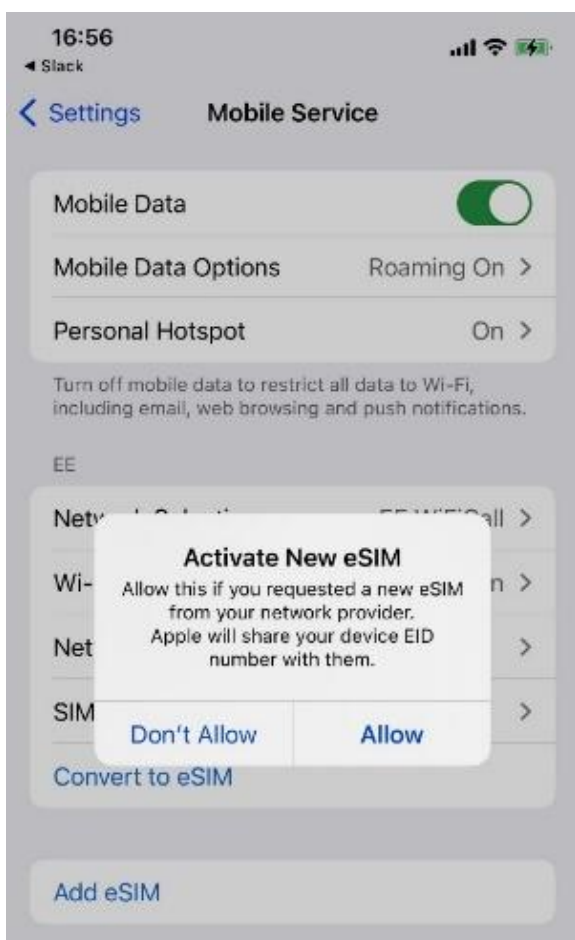 16:56
◀ Slack
Settings Mobile Service
Mobile Data
Mobile Data Options Roaming On
Personal Hotspot On
Turn off mobile data to restrict all data to Wi-Fi,
including email, web browsing and push notifications.
EE
Activate New eSIM
Allow this if you requested a new eSIM
from your network provider.
Apple will share your device EID
number with them.
Don't Allow Allow
Wi-
Net
SIM
Convert to eSIM
Add eSIM